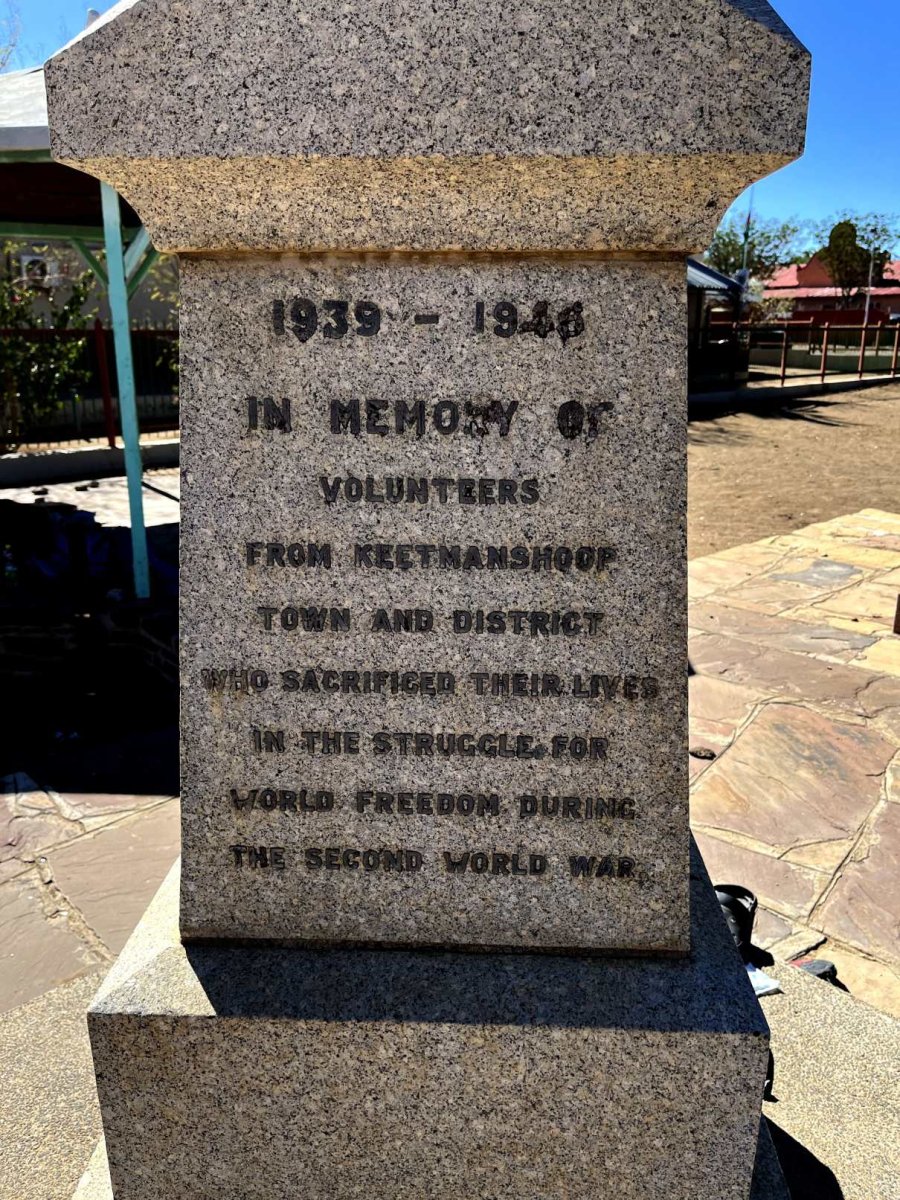 1939 - 1946
IN MEMORY OF
VOLUNTEERS
FROM KEETMANSHOOP
TOWN AND DISTRICT
WHO SACRIFICED THEIR LIVES
IN THE STRUGGLE FOR
WORLD FREEDOM DURING
THE SECOND WORLD WAR